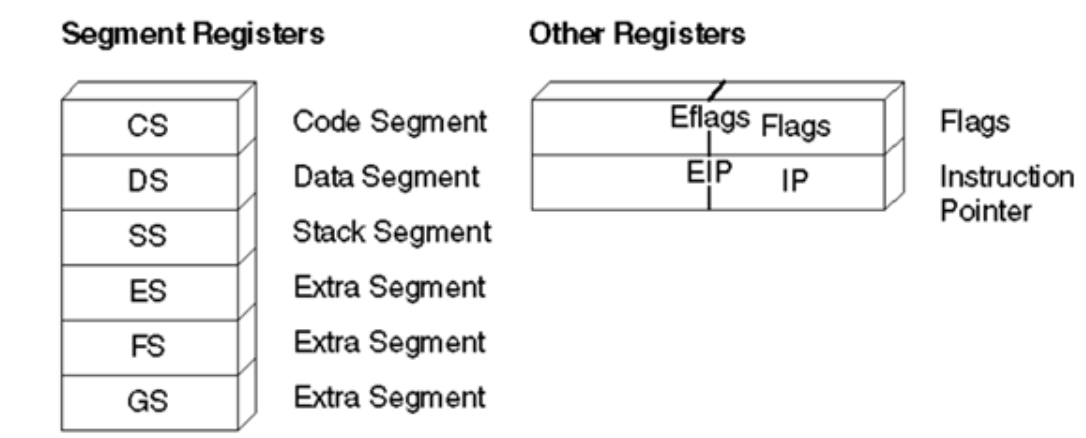 Segment Registers
Other Registers
CS Code Segment
DS Data Segment
SS Stack Segment
ES Extra Segment
FS Extra Segment
GS Extra Segment
Eflags Flags Flags
EIP IP Instruction
Pointer